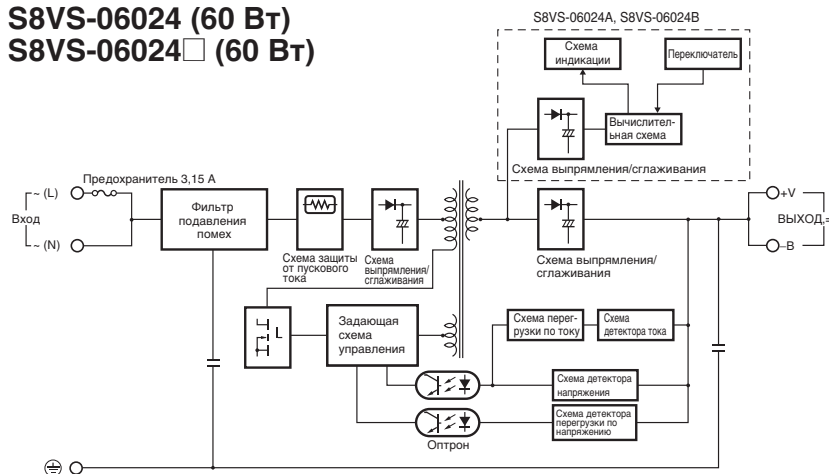 S8VS-06024 (60 Вт)
S8VS-06024□ (60 Вт)
S8VS-06024A, S8VS-06024B
Схема
индикации
Переключатель
Вычислитель-
ная схема
Схема выпрямления/сглаживания
Предохранитель 3,15 А
~ (L)
Вход
~ (N)
Фильтр
подавления
помех
Схема защиты
от пускового
тока
Схема
выпрямления/
сглаживания
Схема выпрямления/
сглаживания
+V
ВЫХОД,=
–B
Задающая
схема
управления
Схема перег-
рузки по току
Схема
детектора тока
Схема детектора
напряжения
Схема детектора
перегрузки по
напряжению
Оптрон